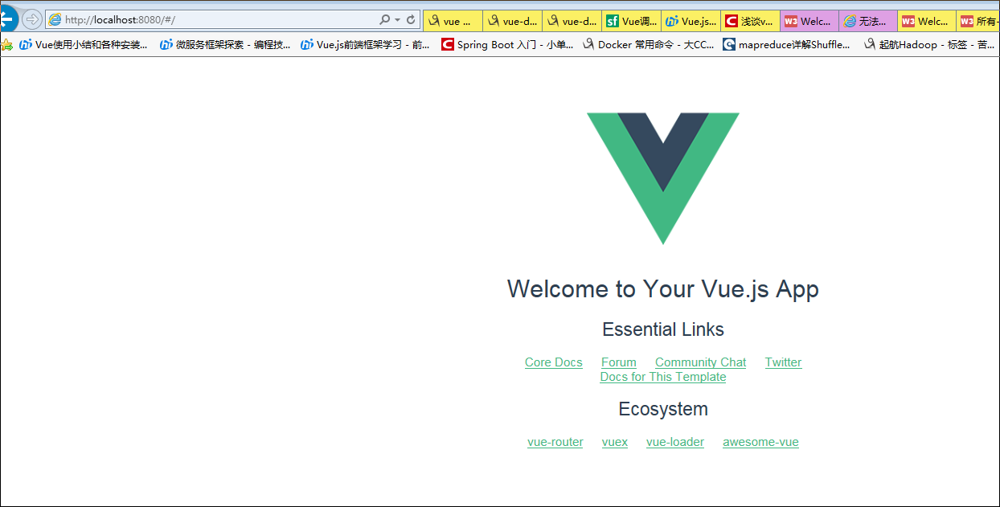 http://localhost:8080/#/
vue ...
vue-d...
vue-d...
sf Vue调...
Vue.js...
C 浅谈v...
W3 Welc...
无法...
W3 Welc...
W3 所有-
Vue使用小结和各种安装...
微服务框架探索 - 编程技...
Vue.js前端框架学习 - 前...
C Spring Boot 入门 - 小单...
Docker 常用命令 - 大CC...
mapreduce详解Shuffle...
起航Hadoop - 标签 - 苦...
Welcome to Your Vue.js App
Essential Links
Core Docs Forum Community Chat Twitter
Docs for This Template
Ecosystem
vue-router vuex vue-loader awesome-vue